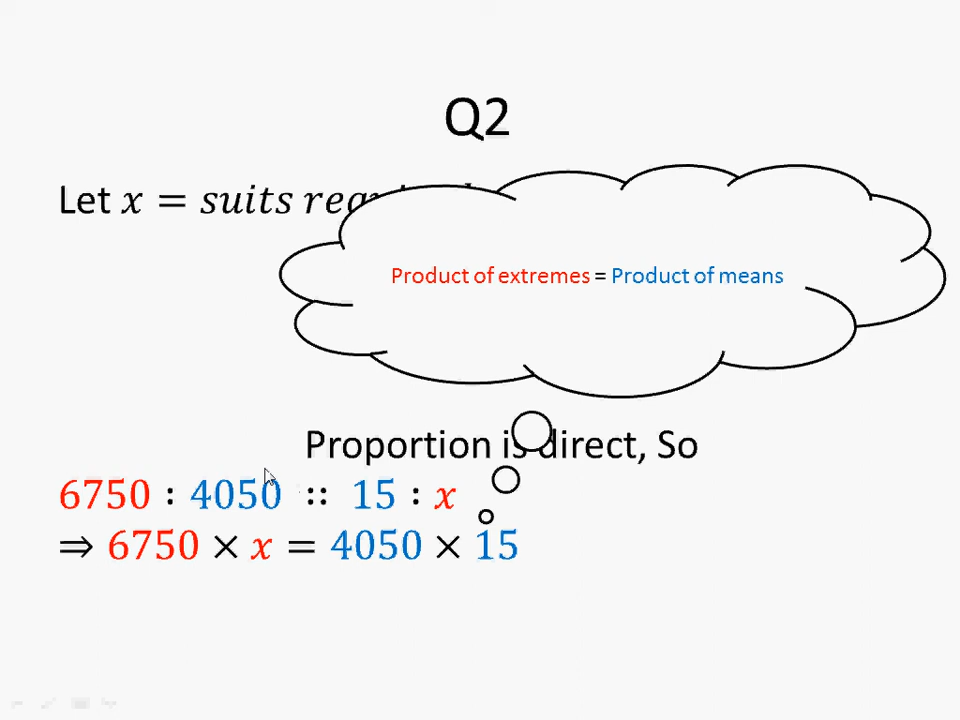 Q2
Let x = suits
Product of extremes = Product of means
Proportion is direct, So
6750 : 4050 :: 15 : x
⇒ 6750 × x = 4050 × 15